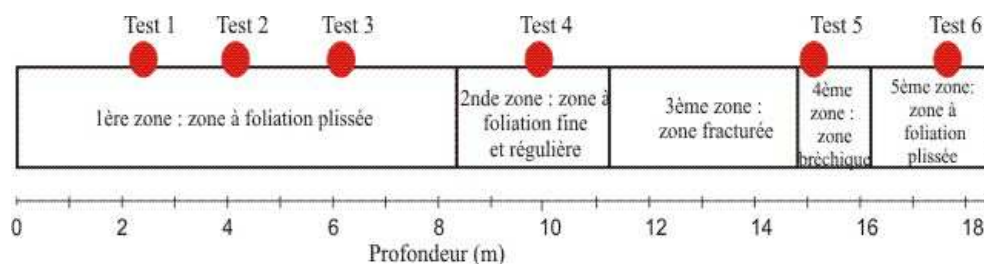 Test 1 Test 2 Test 3 Test 4 Test 5 Test 6
1ère zone : zone à foliation plissée
2nde zone : zone à
foliation fine
et régulière
3ème zone :
zone fracturée
4ème
zone :
zone
brèchique
5ème zone:
zone à
foliation
plissée
0 2 4 6 8 10 12 14 16 18
Profondeur (m)